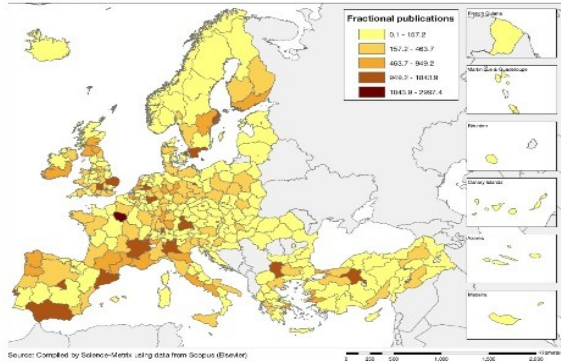 Fractional publications
0.1 - 157.2
157.2 - 463.7
463.7 - 949.2
949.2 - 1843.9
1843.9 - 2997.4
French Guiana
Martinique & Guadeloupe
Réunion
Canary Islands
Azores
Madeira
Source: Compiled by Science-Metrix using data from Scopus (Elsevier)